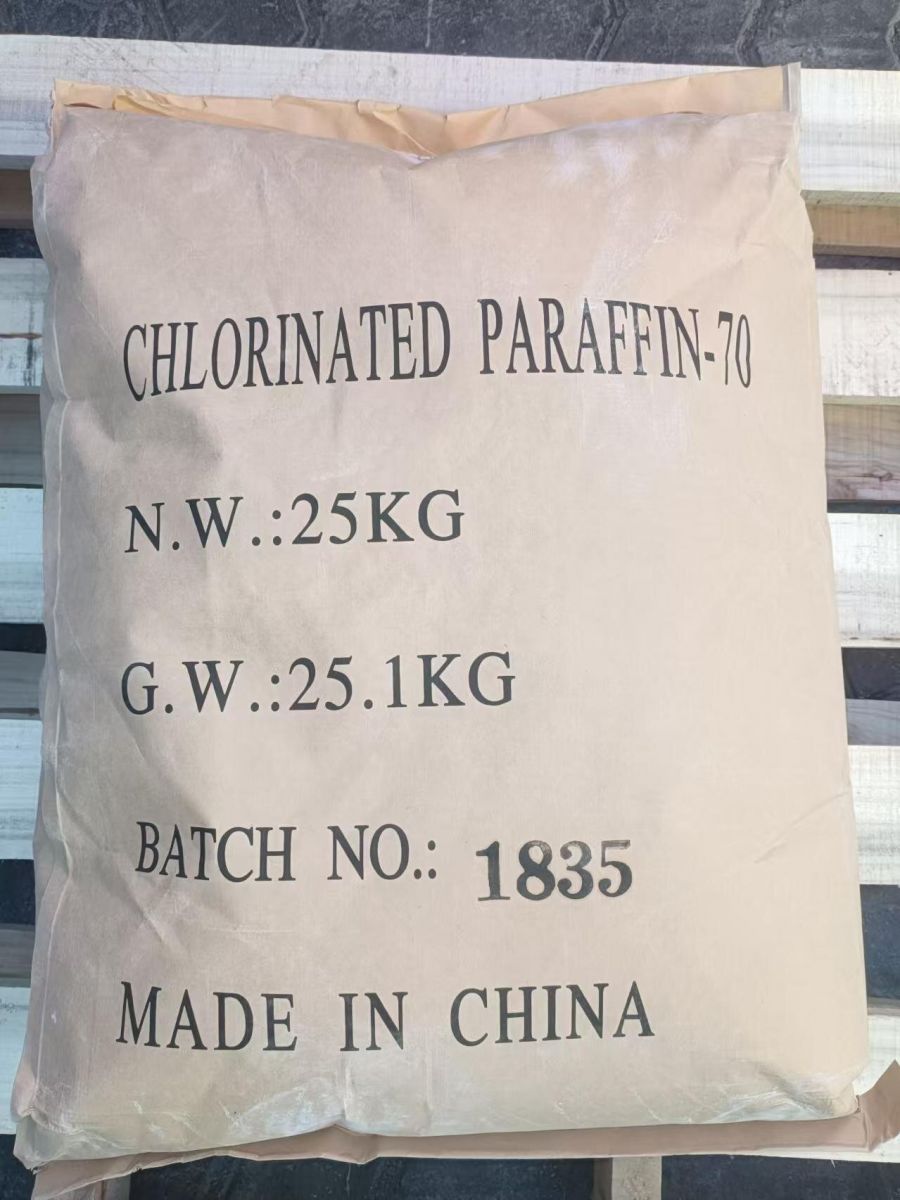 CHLORINATED PARAFFIN-70
N.W.:25KG
G.W.:25.1KG
BATCH NO.: 1835
MADE IN CHINA